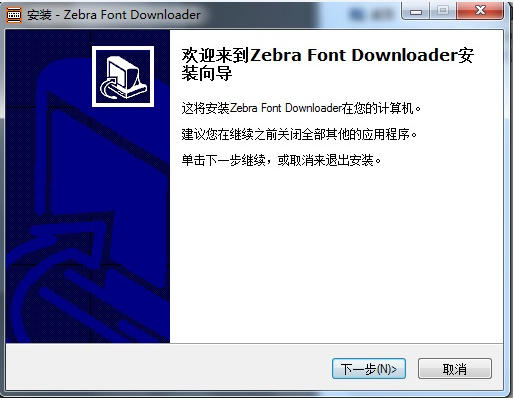 安装 - Zebra Font Downloader
欢迎来到Zebra Font Downloader安
装向导
这将安装Zebra Font Downloader在您的计算机。
建议您在继续之前关闭全部其他的应用程序。
单击下一步继续，或取消来退出安装。
下一步(N)>
取消